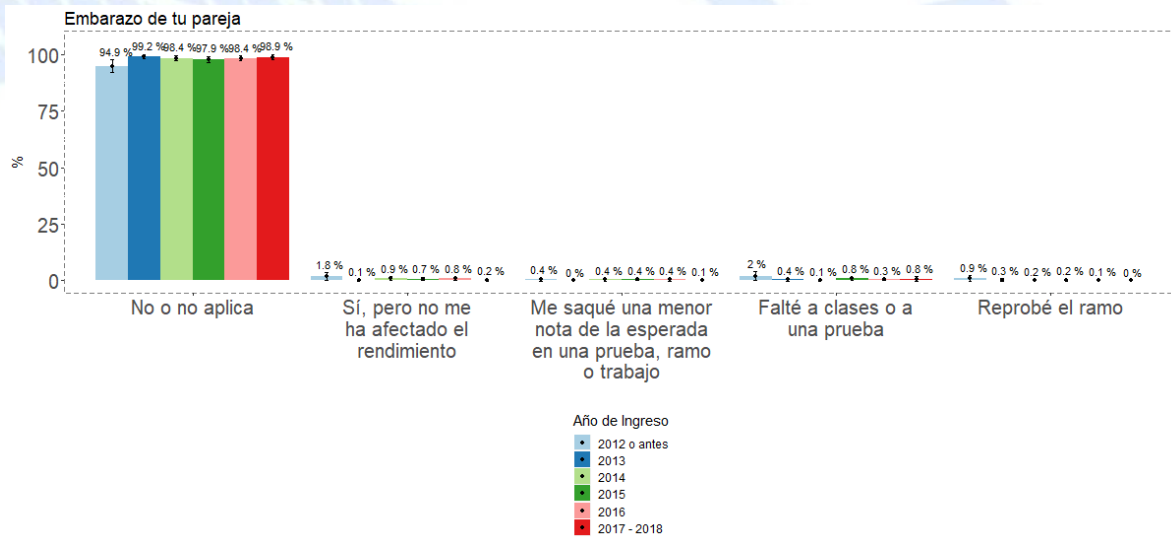 Embarazo de tu pareja
94.9 % 99.2 % 98.4 % 97.9 % 98.4 % 98.9 %
100
75
50
25
0
%
1.8 % 0.1 % 0.9 % 0.7 % 0.8 % 0.2 %
0.4 % 0 % 0.4 % 0.4 % 0.4 % 0.1 %
2 % 0.4 % 0.1 % 0.8 % 0.3 % 0.8 %
0.9 % 0.3 % 0.2 % 0.2 % 0.1 % 0 %
No o no aplica
Sí, pero no me
ha afectado el
rendimiento
Me saqué una menor
nota de la esperada
en una prueba, ramo
o trabajo
Falté a clases o a
una prueba
Reprobé el ramo
Año de Ingreso
2012 o antes
2013
2014
2015
2016
2017 - 2018